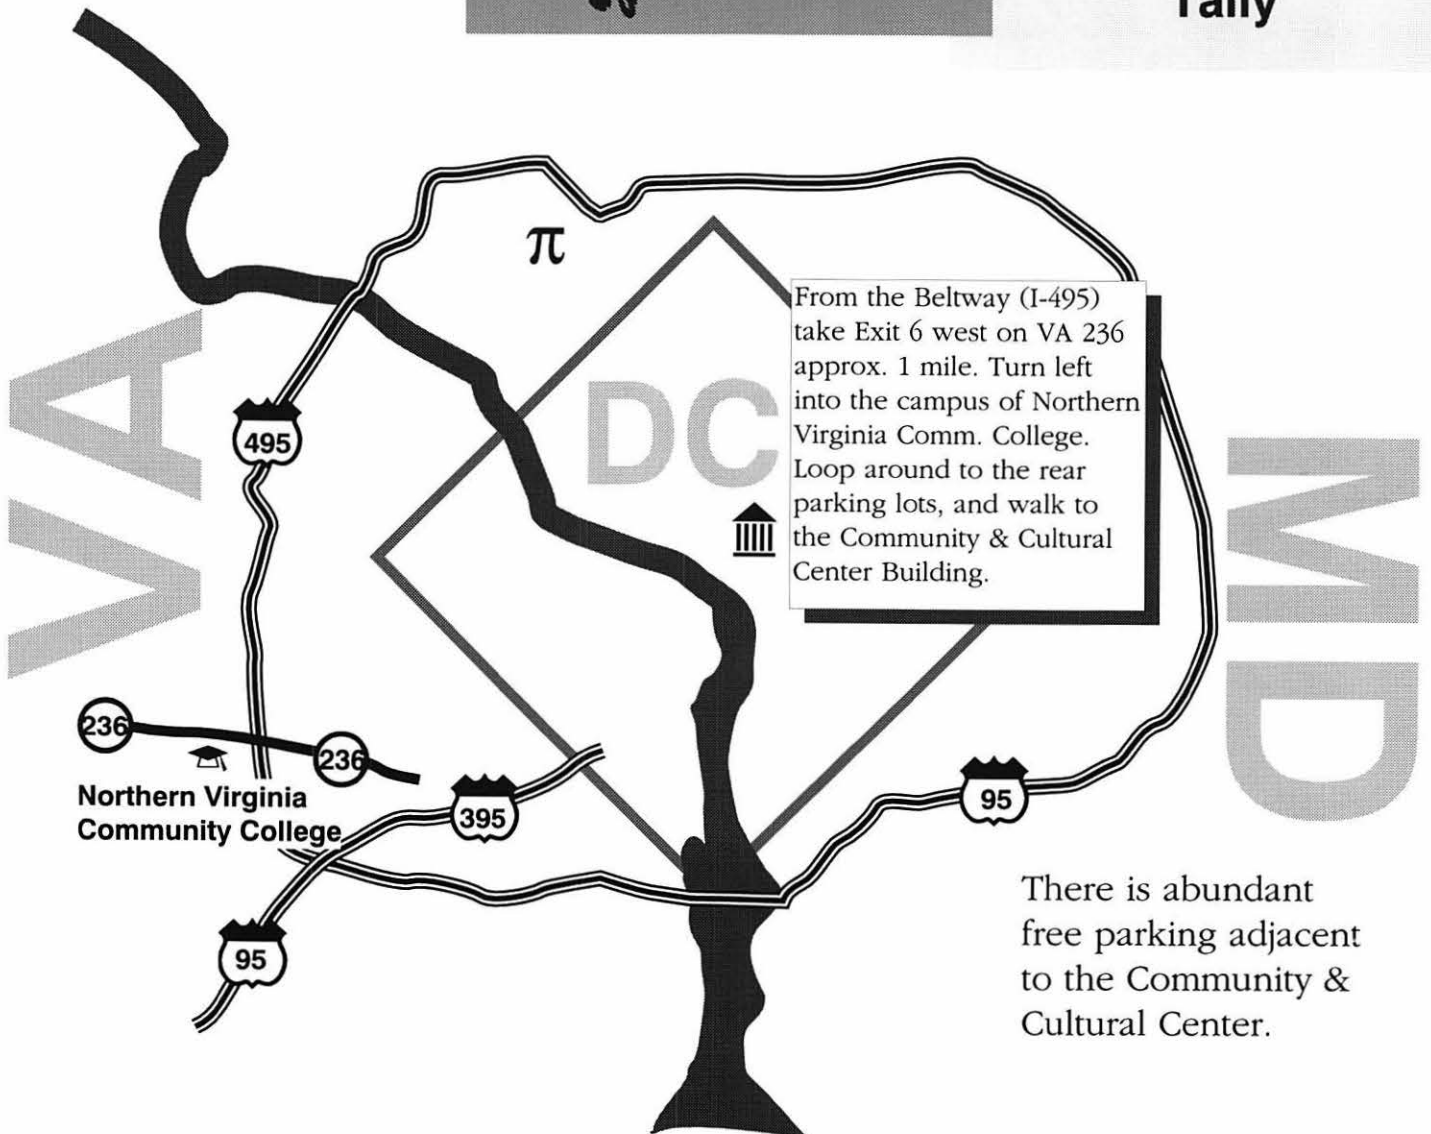 Tally
π
From the Beltway (I-495)
take Exit 6 west on VA 236
approx. 1 mile. Turn left
into the campus of Northern
Virginia Comm. College.
Loop around to the rear
parking lots, and walk to
the Community & Cultural
Center Building.
VA
DC
MD
495
236
236
Northern Virginia
Community College
395
95
95
There is abundant
free parking adjacent
to the Community &
Cultural Center.